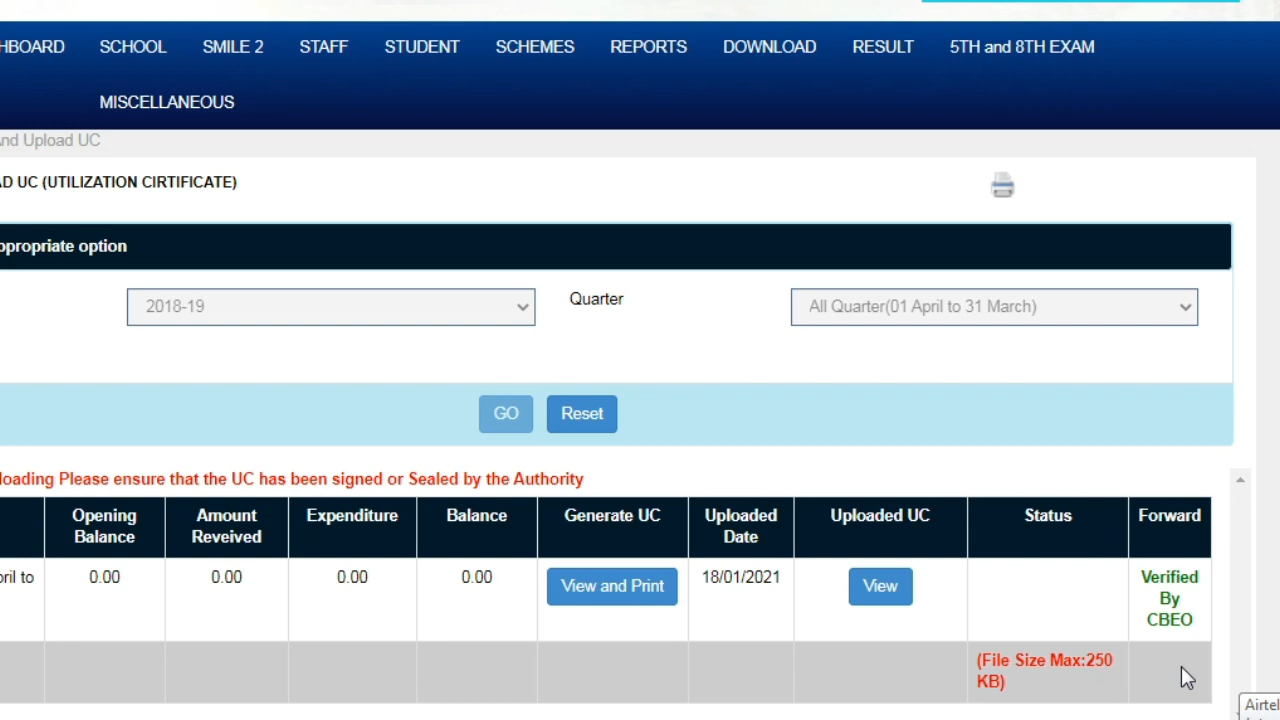 HBOARD SCHOOL SMILE 2 STAFF STUDENT SCHEMES REPORTS DOWNLOAD RESULT 5TH and 8TH EXAM
MISCELLANEOUS
And Upload UC
AD UC (UTILIZATION CIRTIFICATE)
ppropriate option
2018-19 Quarter All Quarter(01 April to 31 March)
GO Reset
loading Please ensure that the UC has been signed or Sealed by the Authority
Opening Amount Expenditure Balance Generate UC Uploaded Uploaded UC Status Forward
Balance Reveived Date
pril to 0.00 0.00 0.00 0.00 View and Print 18/01/2021 View Verified
By
CBEO
(File Size Max:250
KB)
Airtel